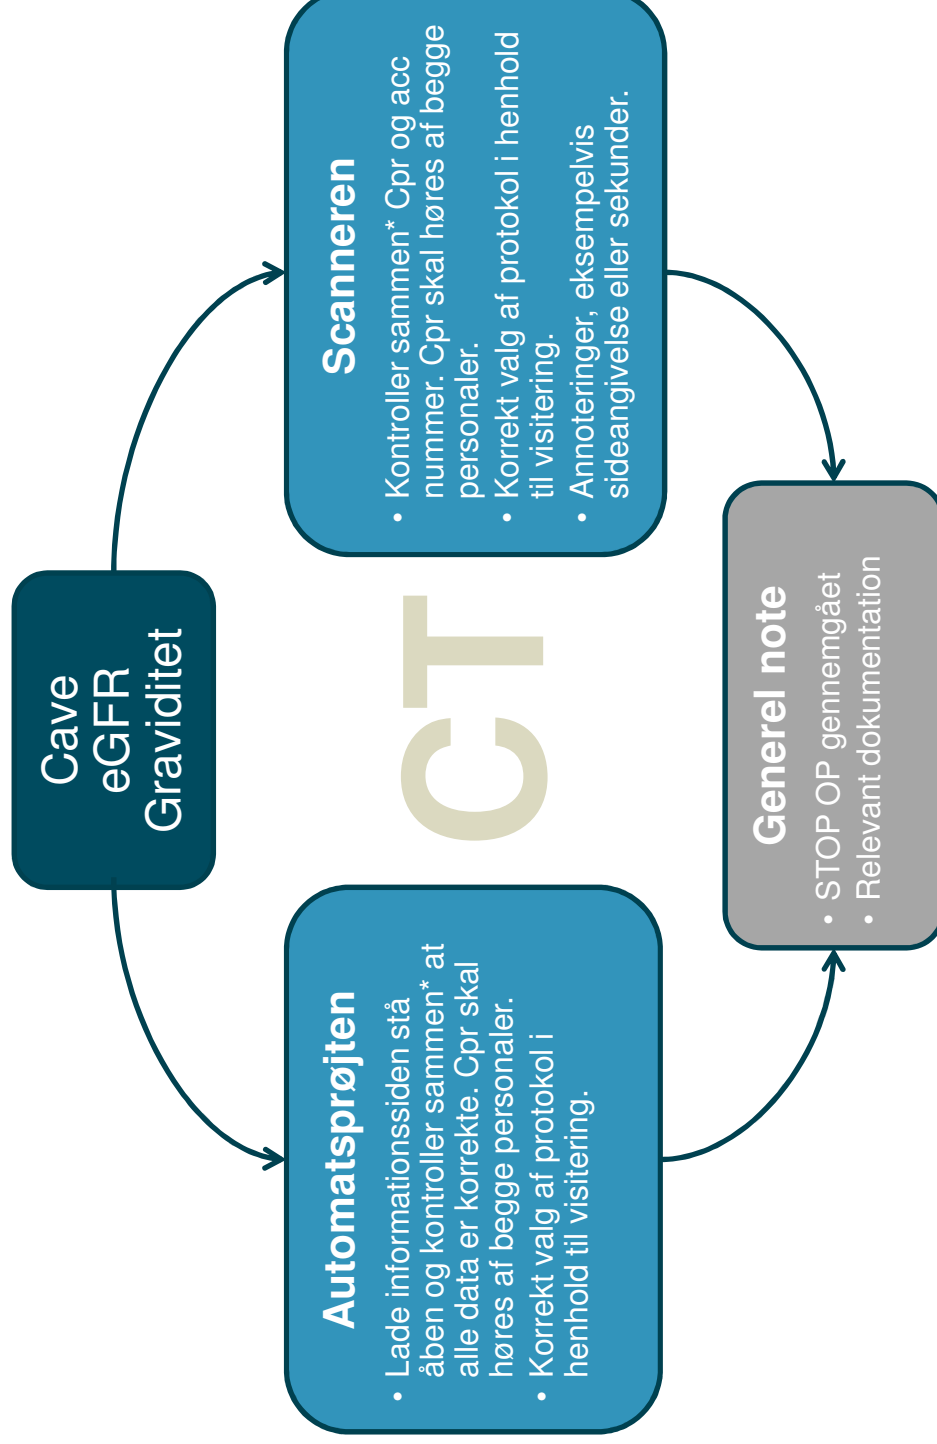 Cave
eGFR
Graviditet
Automatsprøjten
• Lade informationssiden stå
åben og kontroller sammen* at
alle data er korrekte. Cpr skal
høres af begge personaler.
• Korrekt valg af protokol i
henhold til visitering.
CT
Scanneren
• Kontroller sammen* Cpr og acc
nummer. Cpr skal høres af begge
personaler.
• Korrekt valg af protokol i henhold
til visitering.
• Annoteringer, eksempelvis
sideangivelse eller sekunder.
Generel note
• STOP OP gennemgået
• Relevant dokumentation